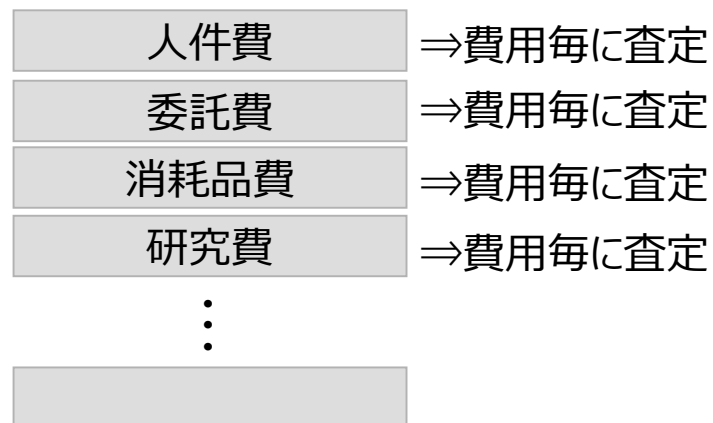 人件費 ⇒費用毎に査定
委託費 ⇒費用毎に査定
消耗品費 ⇒費用毎に査定
研究費 ⇒費用毎に査定
⋮